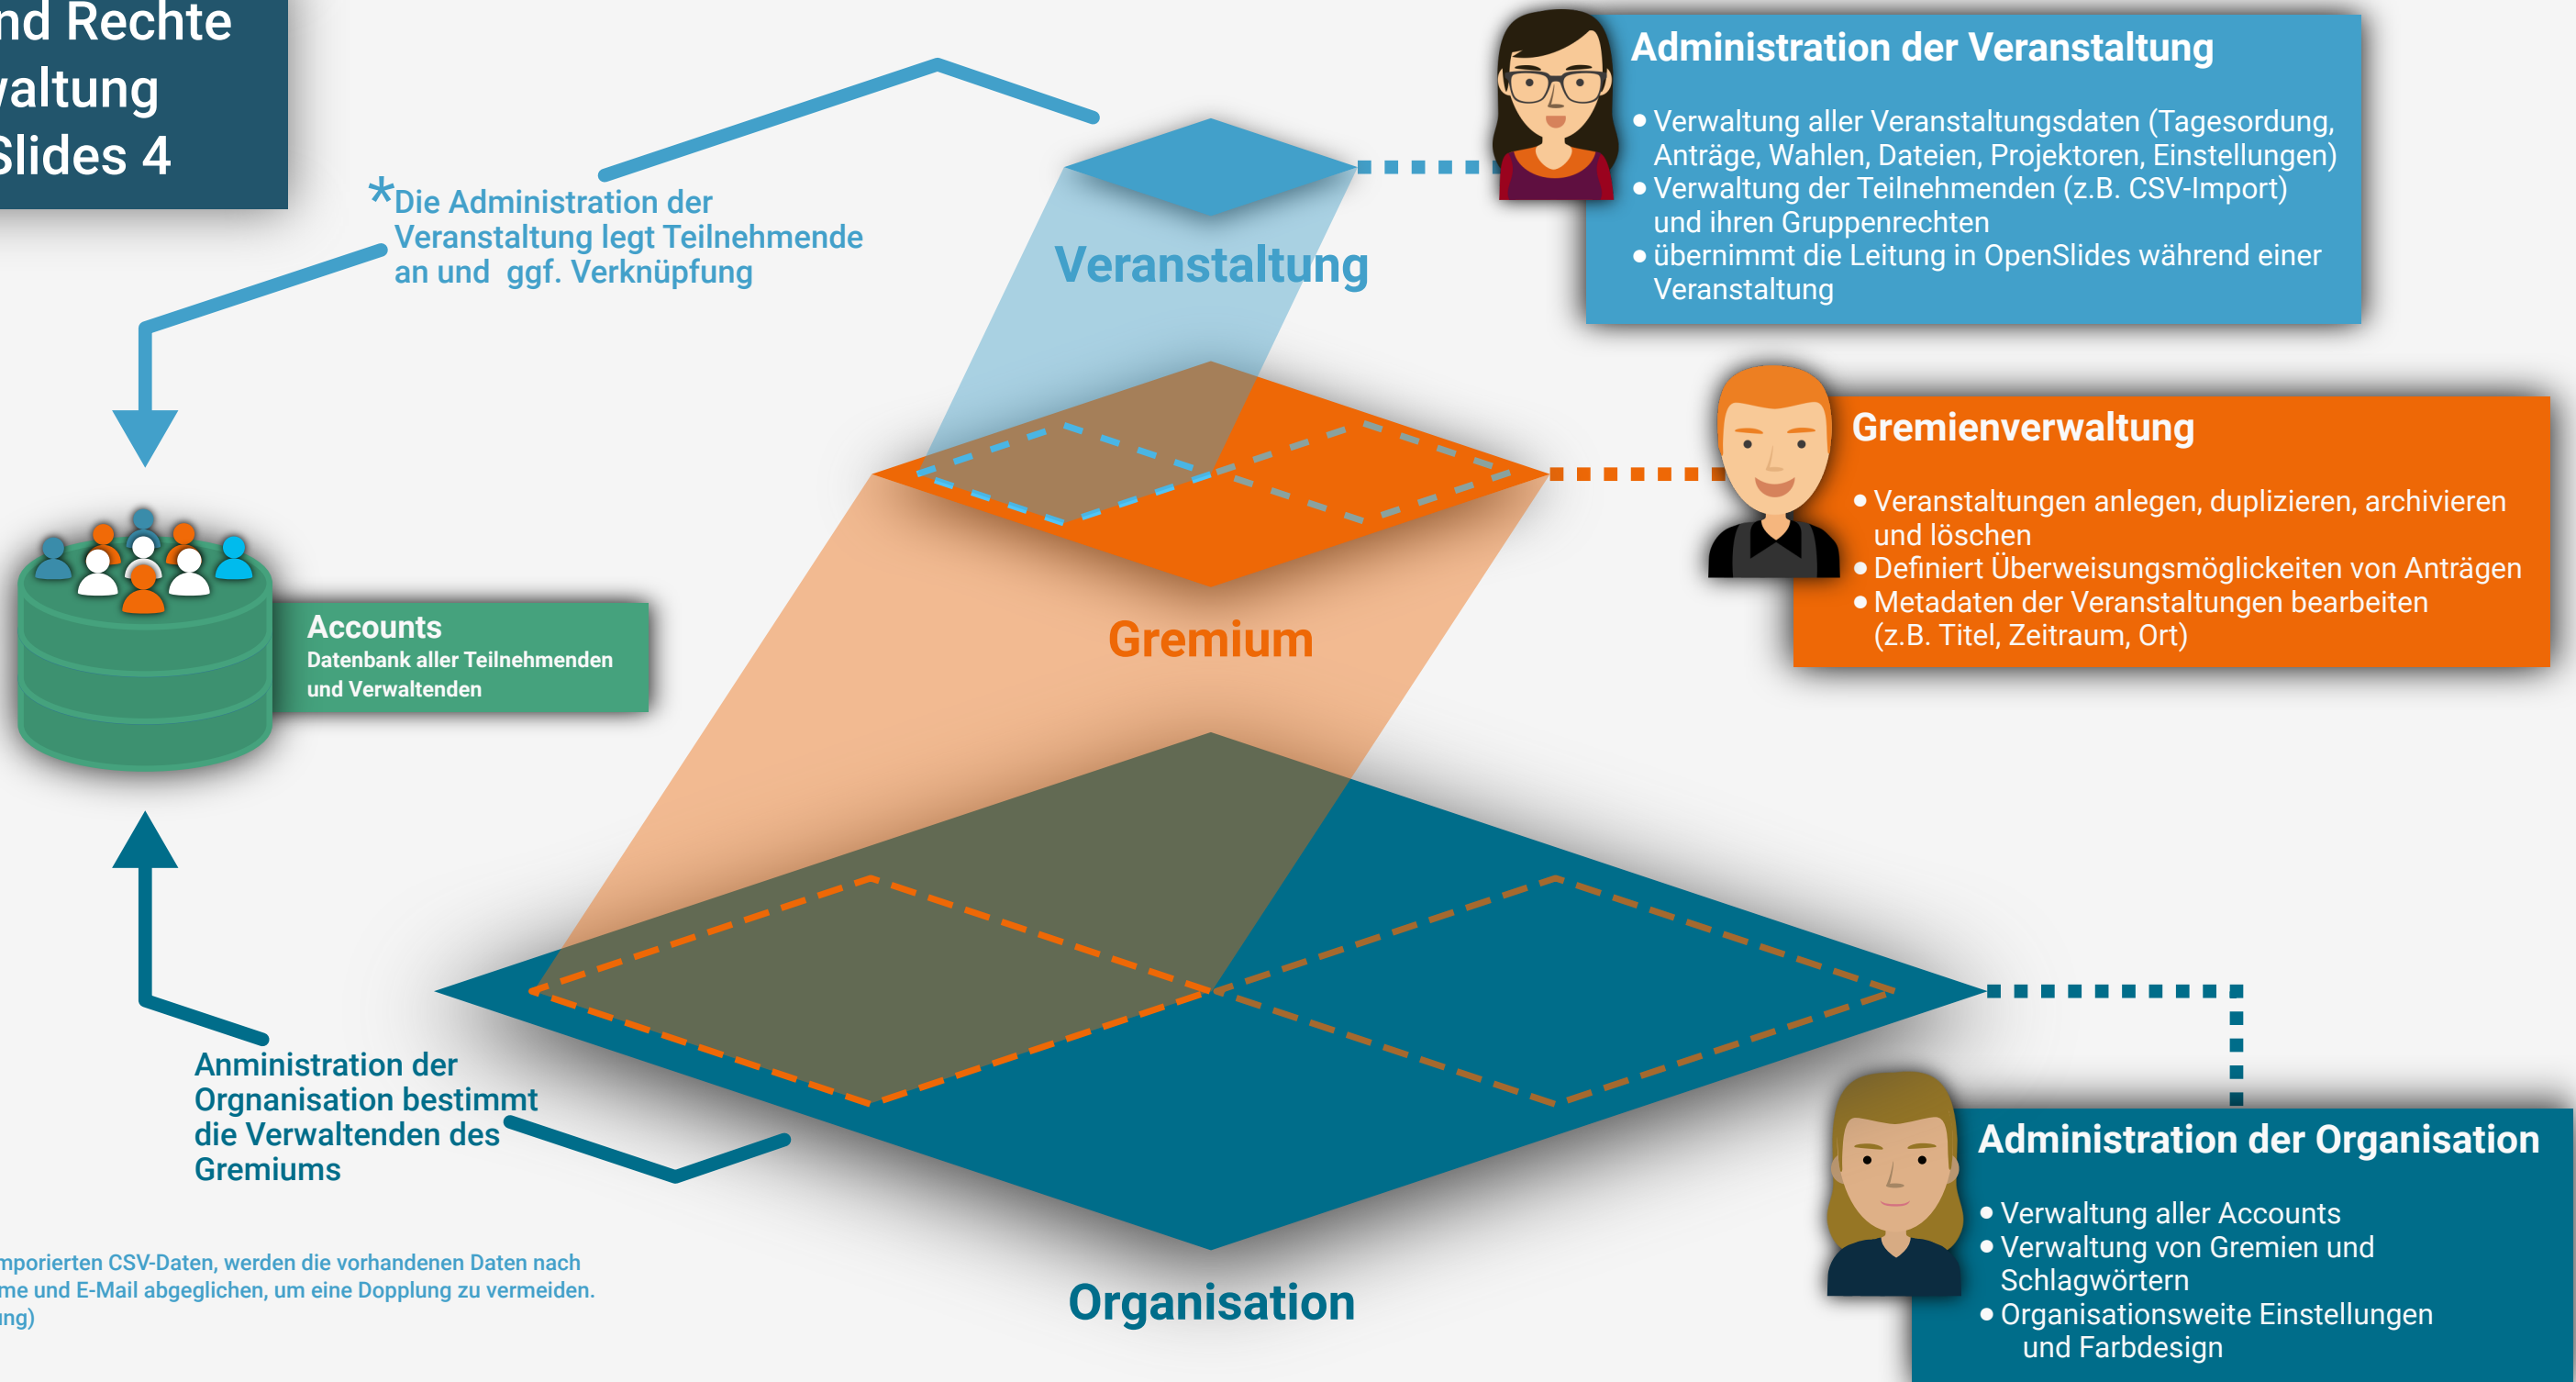 nd Rechte
waltung
Slides 4
*Die Administration der
Veranstaltung legt Teilnehmende
an und ggf. Verknüpfung
Veranstaltung
Administration der Veranstaltung
• Verwaltung aller Veranstaltungsdaten (Tagesordung,
Anträge, Wahlen, Dateien, Projektoren, Einstellungen)
• Verwaltung der Teilnehmenden (z.B. CSV-Import)
und ihren Gruppenrechten
• übernimmt die Leitung in OpenSlides während einer
Veranstaltung
Gremienverwaltung
• Veranstaltungen anlegen, duplizieren, archivieren
und löschen
• Definiert Überweisungsmöglickeiten von Anträgen
• Metadaten der Veranstaltungen bearbeiten
(z.B. Titel, Zeitraum, Ort)
Accounts
Datenbank aller Teilnehmenden
und Verwaltenden
Gremium
Anministration der
Orgnanisation bestimmt
die Verwaltenden des
Gremiums
mporierten CSV-Daten, werden die vorhandenen Daten nach
me und E-Mail abgeglichen, um eine Dopplung zu vermeiden.
ung)
Organisation
Administration der Organisation
• Verwaltung aller Accounts
• Verwaltung von Gremien und
Schlagwörtern
• Organisationsweite Einstellungen
und Farbdesign